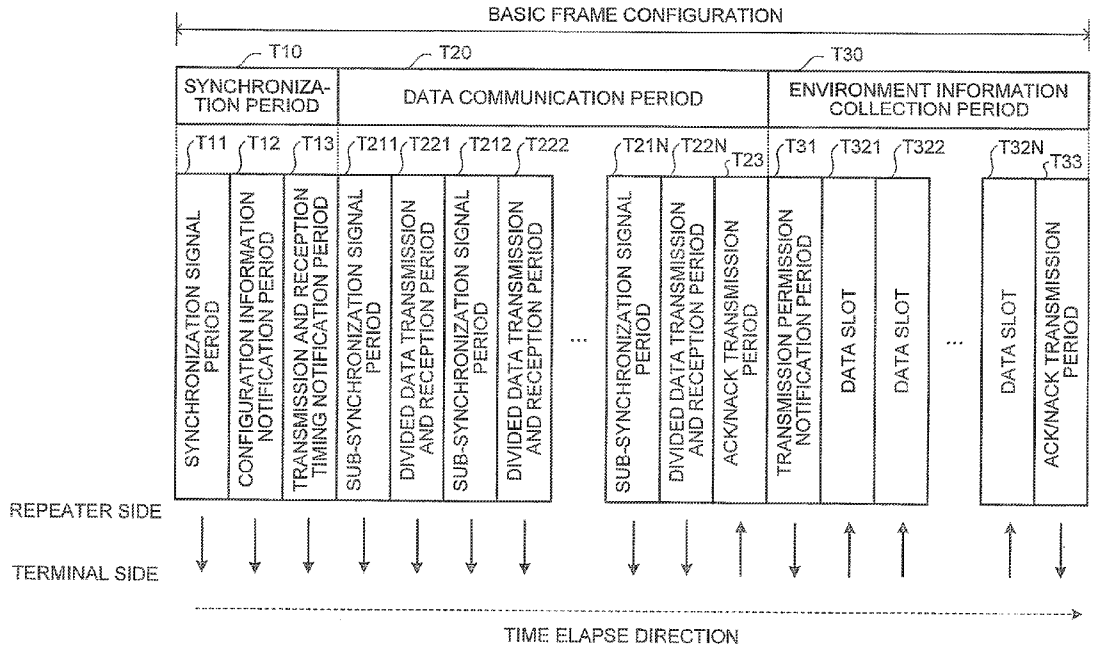 BASIC FRAME CONFIGURATION
T10
T20
T30
SYNCHRONIZA-
TION PERIOD
DATA COMMUNICATION PERIOD
ENVIRONMENT INFORMATION
COLLECTION PERIOD
T11
T12
T13
T211
T221
T212
T222
T21N
T22N
T23
T31
T321
T322
T32N
T33
SYNCHRONIZATION SIGNAL
PERIOD
CONFIGURATION INFORMATION
NOTIFICATION PERIOD
TRANSMISSION AND RECEPTION
TIMING NOTIFICATION PERIOD
SUB-SYNCHRONIZATION SIGNAL
PERIOD
DIVIDED DATA TRANSMISSION
AND RECEPTION PERIOD
SUB-SYNCHRONIZATION SIGNAL
PERIOD
DIVIDED DATA TRANSMISSION
AND RECEPTION PERIOD
...
SUB-SYNCHRONIZATION SIGNAL
PERIOD
DIVIDED DATA TRANSMISSION
AND RECEPTION PERIOD
ACK/NACK TRANSMISSION
PERIOD
TRANSMISSION PERMISSION
NOTIFICATION PERIOD
DATA SLOT
DATA SLOT
...
DATA SLOT
ACK/NACK TRANSMISSION
PERIOD
REPEATER SIDE
TERMINAL SIDE
TIME ELAPSE DIRECTION